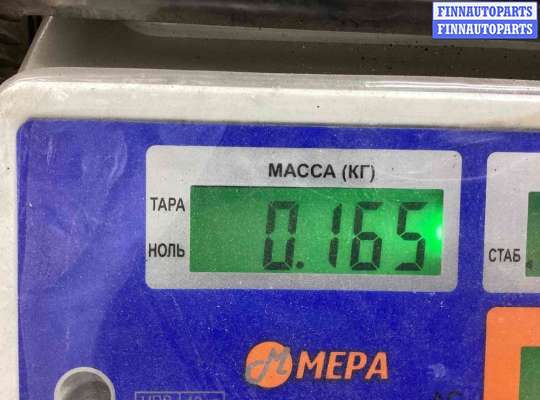 FINNAUTOPARTS
FINNAUTOPARTS
МАССА (КГ)
ТАРА
0.165
НОЛЬ
СТАБ
МЕРА